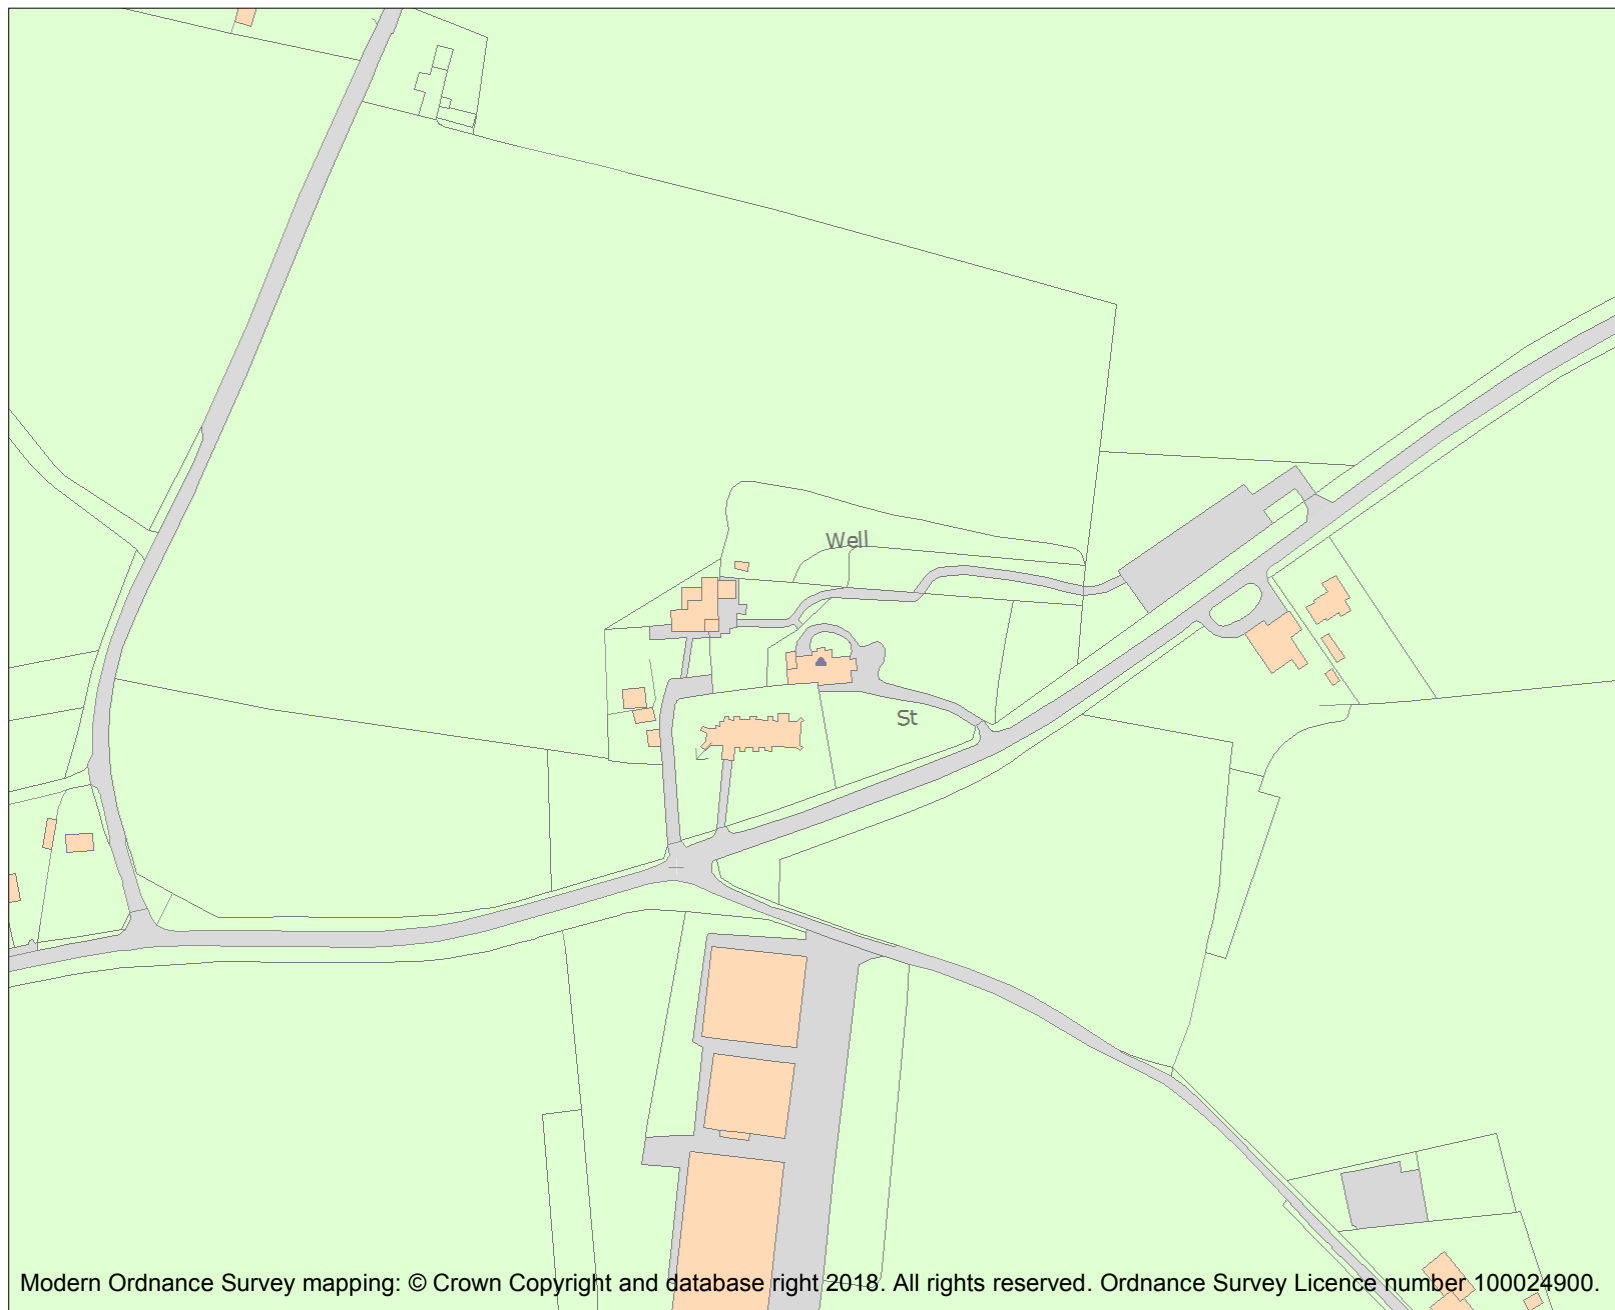 Well
St
Modern Ordnance Survey mapping: © Crown Copyright and database right 2018. All rights reserved. Ordnance Survey Licence number 100024900.